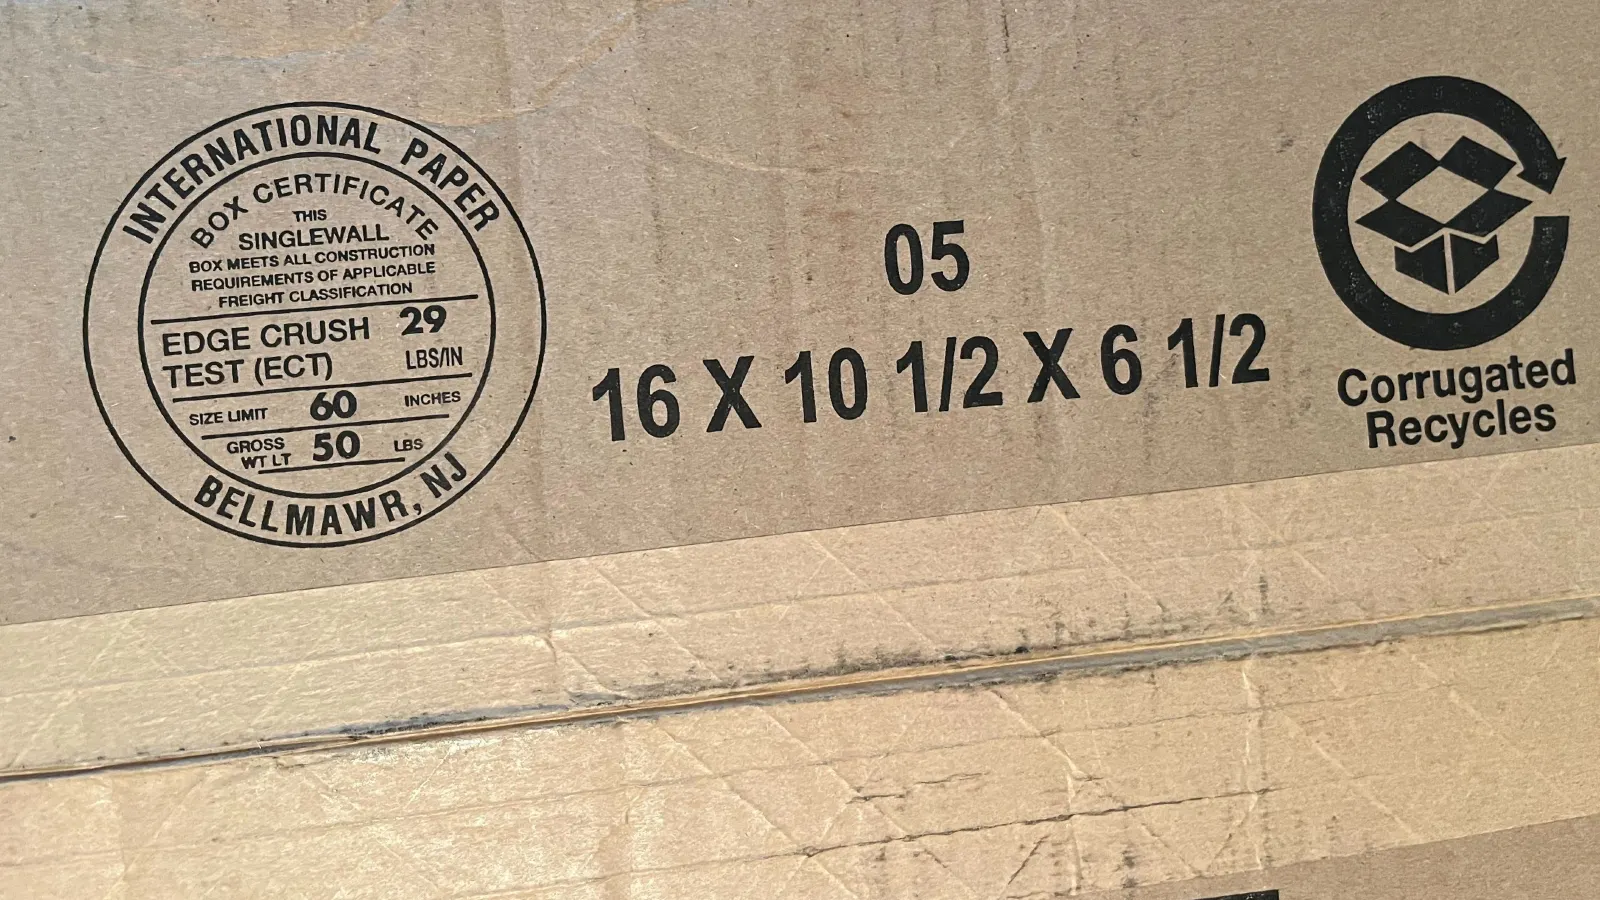 INTERNATIONAL PAPER
BOX CERTIFICATE
THIS
SINGLEWALL
BOX MEETS ALL CONSTRUCTION
REQUIREMENTS OF APPLICABLE
FREIGHT CLASSIFICATION
EDGE CRUSH 29
TEST (ECT) LBS/IN
SIZE LIMIT 60 INCHES
GROSS
WT LT 50 LBS
BELLMAWR, NJ
05
16 X 10 1/2 X 6 1/2
Corrugated
Recycles